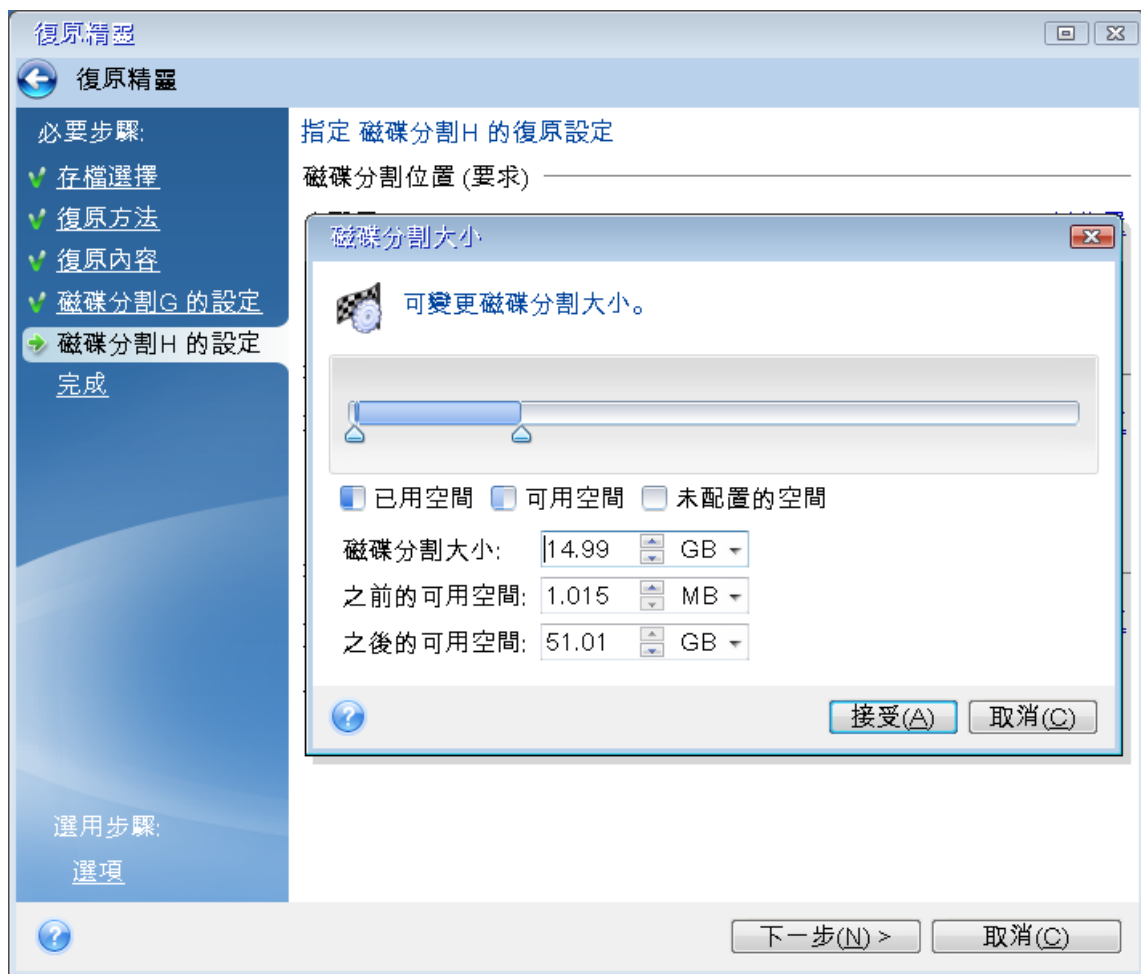 復原精靈
復原精靈
必要步驟:
存檔選擇
復原方法
復原內容
磁碟分割G 的設定
磁碟分割H 的設定
完成
選用步驟:
選項
指定 磁碟分割H 的復原設定
磁碟分割位置 (要求)
磁碟分割大小
可變更磁碟分割大小。
已用空間 可用空間 未配置的空間
磁碟分割大小: 14.99 GB
之前的可用空間: 1.015 MB
之後的可用空間: 51.01 GB
接受(A) 取消(C)
下一步(N) > 取消(C)